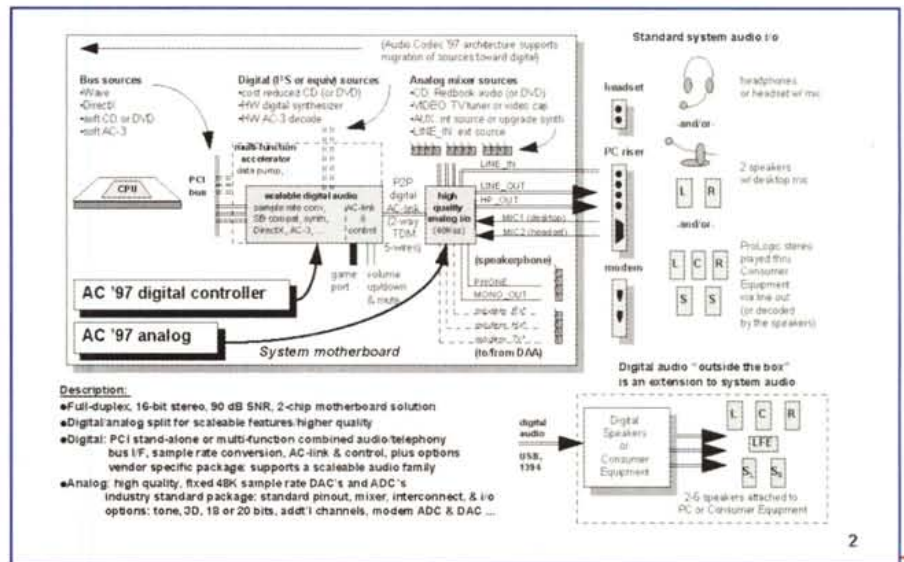 (Audio Codec '97 architecture supports
migration of sources toward digital)
Bus sources
•Wave
•DirectX
•soft CD or DVD
•soft AC-3
Digital (I²S or equiv) sources
•cost reduced CD (or DVD)
•HW digital synthesizer
•HW AC-3 decode
Analog mixer sources
•CD: Redbook audio (or DVD)
•VIDEO: TV tuner or video cap
•AUX: int source or upgrade synth
•LINE_IN: ext source
multi-function
accelerator
data pump,
CPU
PCI
bus
scalable digital audio
sample rate conv,
SB compat, synth,
DirectX, AC-3, ...
AC-link
&
control
P2P
digital
AC-link
(2-way
TDM
5-wires)
high
quality
analog i/o
(48Kss)
LINE_IN
LINE_OUT
HP_OUT
MIC1 (desktop)
MIC2 (headset)
(speakerphone)
PHONE
MONO_OUT
(to/from DAA)
game
port
volume
up/down
& mute
AC '97 digital controller
AC '97 analog
System motherboard
Standard system audio i/o
headset
PC riser
modem
headphones
or headset w/ mic
-and/or-
2 speakers
w/desktop mic
L R
-and/or-
L C R
S S
ProLogic stereo
played thru
Consumer
Equipment
via line out
(or decoded
by the speakers)
Description:
●Full-duplex, 16-bit stereo, 90 dB SNR, 2-chip motherboard solution
●Digital/analog split for scaleable features/higher quality
●Digital: PCI stand-alone or multi-function combined audio/telephony
bus I/F, sample rate conversion, AC-link & control, plus options
vendor specific package: supports a scaleable audio family
●Analog: high quality, fixed 48K sample rate DAC's and ADC's
industry standard package: standard pinout, mixer, interconnect, & i/o
options: tone, 3D, 18 or 20 bits, addt'l channels, modem ADC & DAC ...
Digital audio "outside the box"
is an extension to system audio
digital
audio
USB,
1394
Digital
Speakers
or
Consumer
Equipment
L C R
LFE
SL SR
2-6 speakers attached to
PC or Consumer Equipment
2